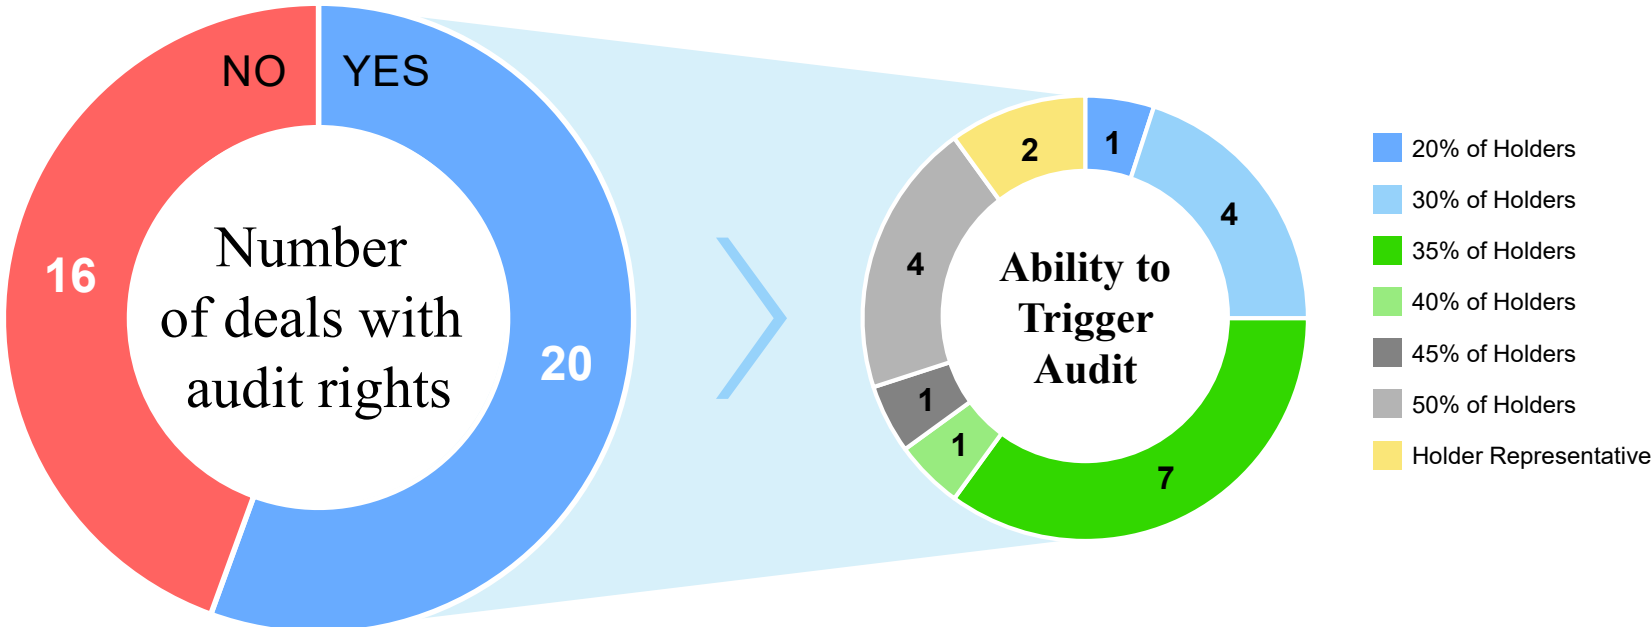 NO
YES
16
Number
of deals with
audit rights
20
2
1
4
4
Ability to
Trigger
Audit
1
1
7
20% of Holders
30% of Holders
35% of Holders
40% of Holders
45% of Holders
50% of Holders
Holder Representative